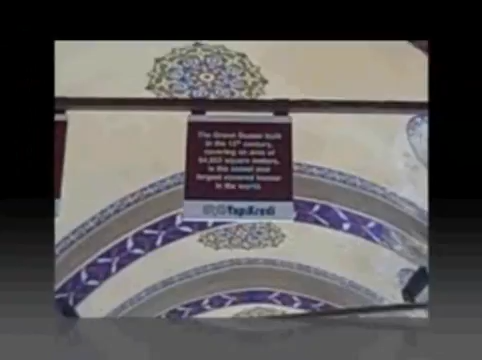 The Grand Bazaar built
in the 15th century,
covering an area of
square meters,
is the oldest and
largest covered bazaar
in the world.
YapıKredi